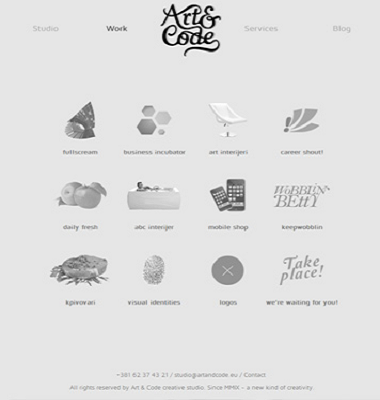 Studio Work Art & Code Services Blog
fullscream business incubator art interijeri career shout!
WOBBLIN' BETTY
daily fresh abc interijer mobile shop keepwobblin
Take place!
kpirovari visual identities logos we're waiting for you!
+381 62 37 43 21 / studio@artandcode.eu / Contact
All rights reserved by Art & Code creative studio. Since MMIX - a new kind of creativity.